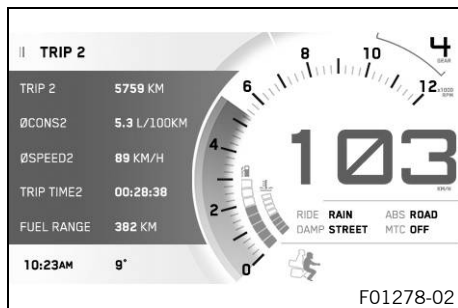 TRIP 2
TRIP 2 5759 KM
ØCONS2 5.3 L/100KM
ØSPEED2 89 KM/H
TRIP TIME2 00:28:38
FUEL RANGE 382 KM
10:23AM 9°
4
GEAR
0
2
4
6
8
10
12
x1000
RPM
103
KM/H
RIDE RAIN ABS ROAD
DAMP STREET MTC OFF
F01278-02